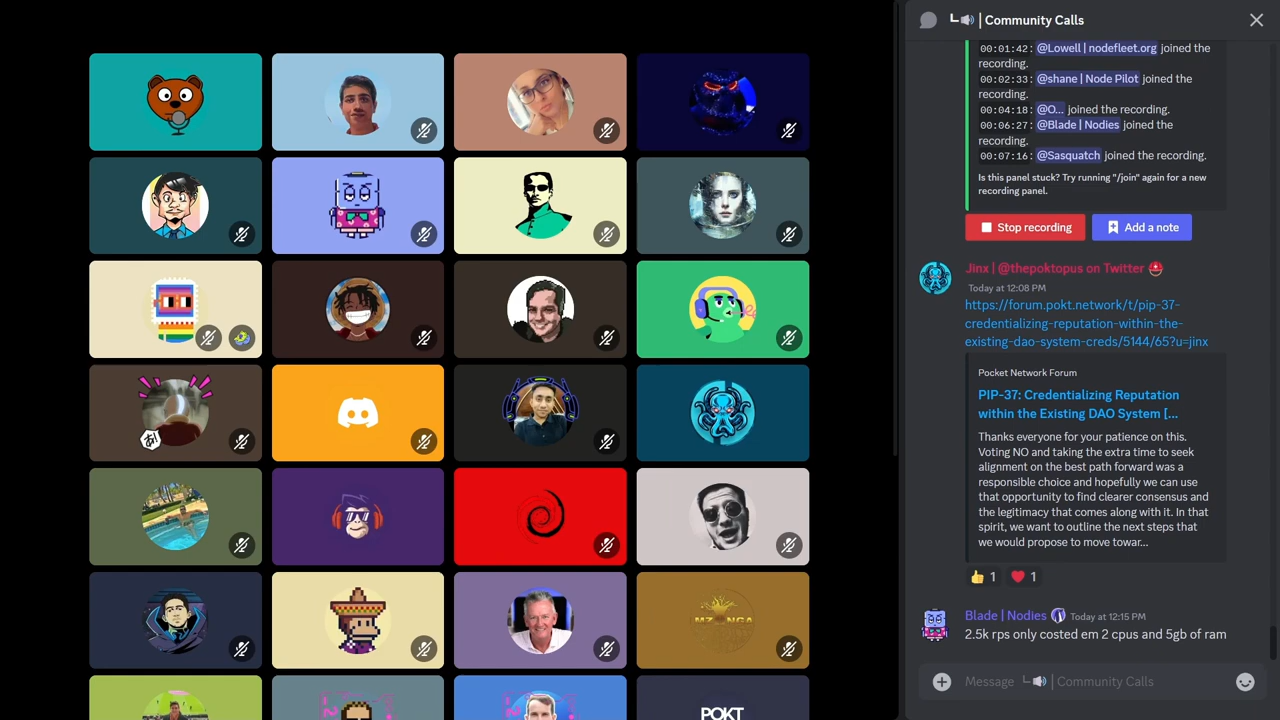 | Community Calls
00:01:42: @Lowell | nodefleet.org joined the
recording.
00:02:33: @shane | Node Pilot joined the
recording.
00:04:18: @O... joined the recording.
00:06:27: @Blade | Nodies joined the
recording.
00:07:16: @Sasquatch joined the recording.
Is this panel stuck? Try running "/join" again for a new
recording panel.
Stop recording
Add a note
Jinx | @thepoktopus on Twitter
Today at 12:08 PM
https://forum.pokt.network/t/pip-37-
credentializing-reputation-within-the-
existing-dao-system-creds/5144/65?u=jinx
Pocket Network Forum
PIP-37: Credentializing Reputation
within the Existing DAO System [...
Thanks everyone for your patience on this.
Voting NO and taking the extra time to seek
alignment on the best path forward was a
responsible choice and hopefully we can use
that opportunity to find clearer consensus and
the legitimacy that comes along with it. In that
spirit, we want to outline the next steps that
we would propose to move towar...
1
1
Blade | Nodies Today at 12:15 PM
2.5k rps only costed em 2 cpus and 5gb of ram
Message | Community Calls
POKT